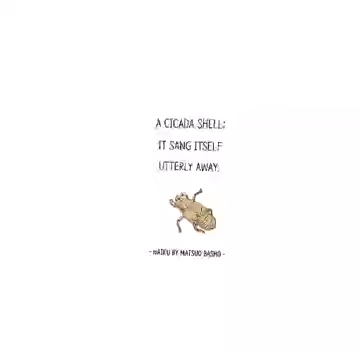 A CICADA SHELL;
IT SANG ITSELF
UTTERLY AWAY.
- HAIKU BY MATSUO BASHO -